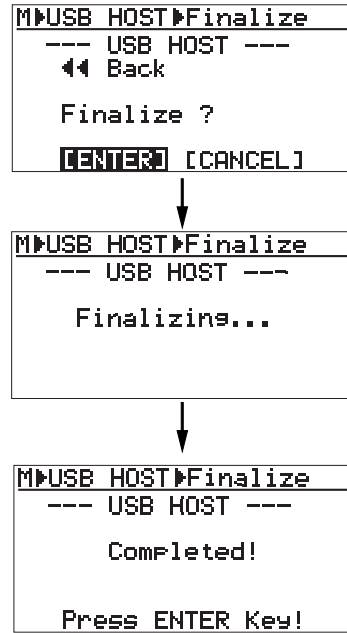 M▶USB HOST▶Finalize
--- USB HOST ---
◀◀ Back
Finalize ?
[ENTER] [CANCEL]
M▶USB HOST▶Finalize
--- USB HOST ---
Finalizing...
M▶USB HOST▶Finalize
--- USB HOST ---
Completed!
Press ENTER Key!